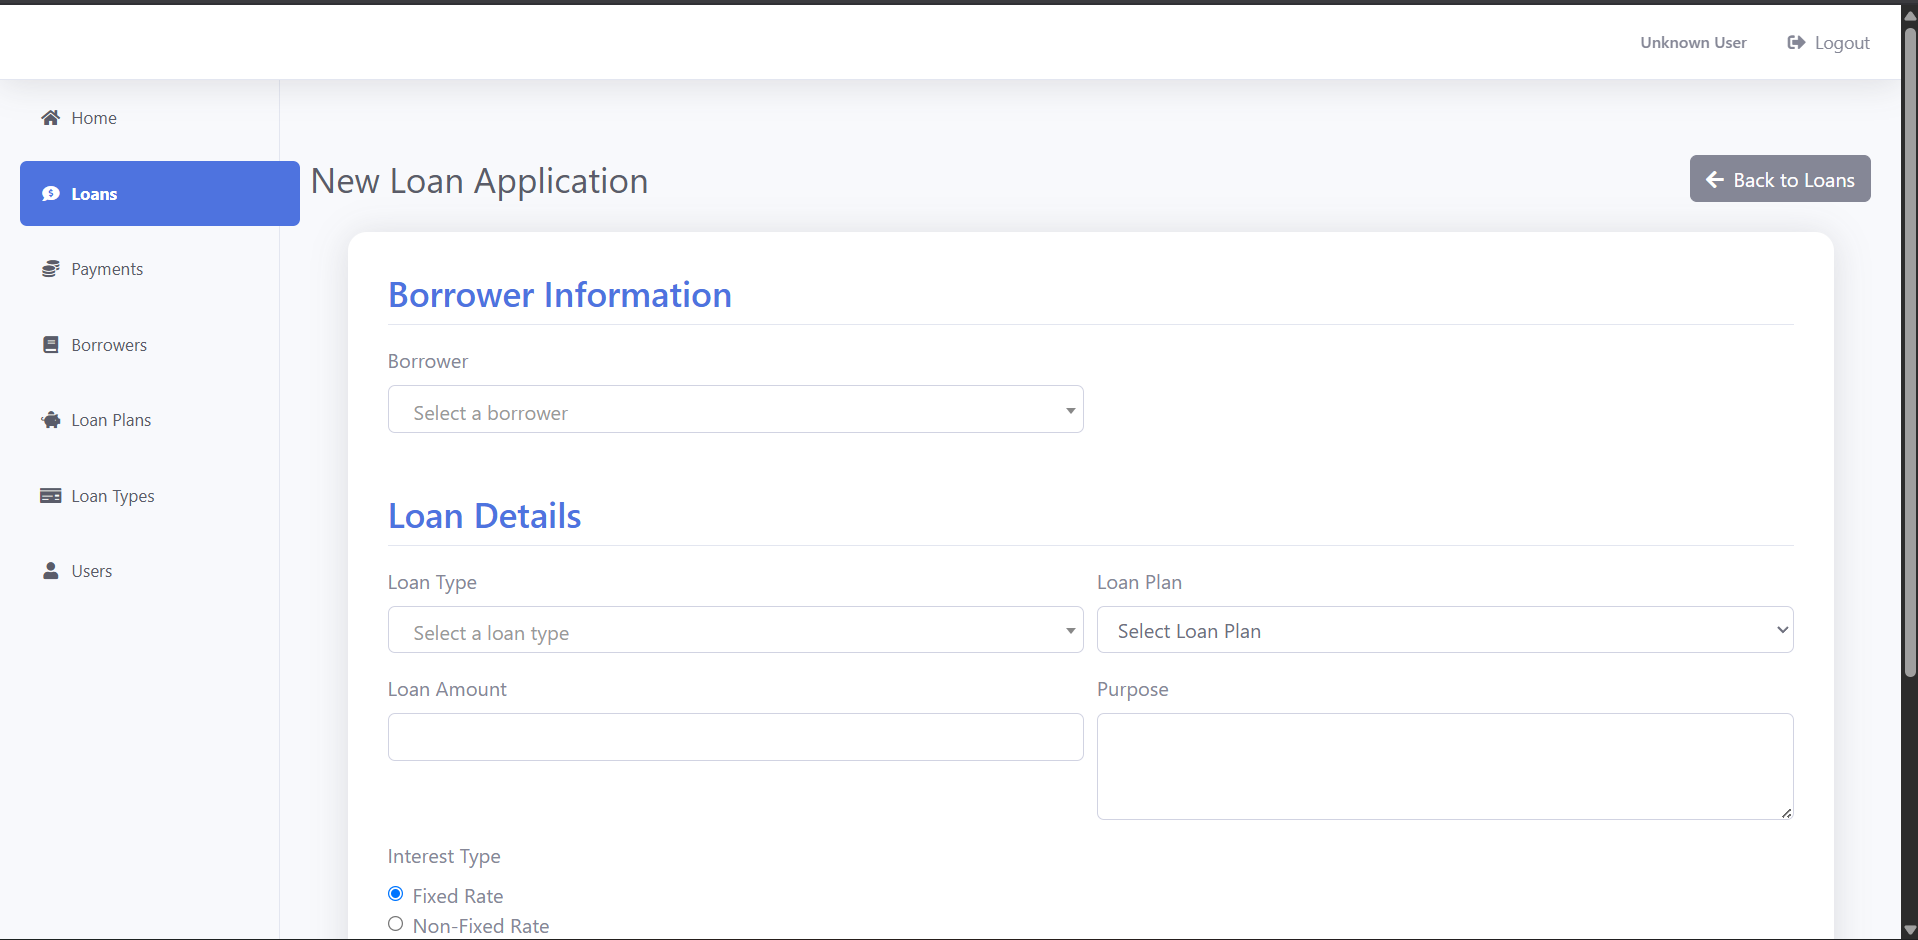 Unknown User
Logout
Home
Loans
Payments
Borrowers
Loan Plans
Loan Types
Users
New Loan Application
Back to Loans
Borrower Information
Borrower
Select a borrower
Loan Details
Loan Type
Loan Plan
Select a loan type
Select Loan Plan
Loan Amount
Purpose
Interest Type
Fixed Rate
Non-Fixed Rate